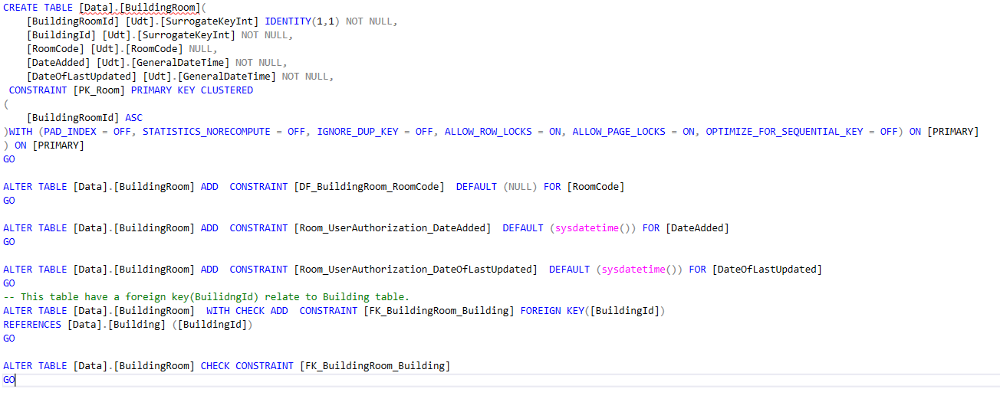 CREATE TABLE [Data].[BuildingRoom](
    [BuildingRoomId] [Udt].[SurrogateKeyInt] IDENTITY(1,1) NOT NULL,
    [BuildingId] [Udt].[SurrogateKeyInt] NOT NULL,
    [RoomCode] [Udt].[RoomCode] NULL,
    [DateAdded] [Udt].[GeneralDateTime] NOT NULL,
    [DateOfLastUpdated] [Udt].[GeneralDateTime] NOT NULL,
 CONSTRAINT [PK_Room] PRIMARY KEY CLUSTERED
(
    [BuildingRoomId] ASC
)WITH (PAD_INDEX = OFF, STATISTICS_NORECOMPUTE = OFF, IGNORE_DUP_KEY = OFF, ALLOW_ROW_LOCKS = ON, ALLOW_PAGE_LOCKS = ON, OPTIMIZE_FOR_SEQUENTIAL_KEY = OFF) ON [PRIMARY]
) ON [PRIMARY]
GO

ALTER TABLE [Data].[BuildingRoom] ADD  CONSTRAINT [DF_BuildingRoom_RoomCode]  DEFAULT (NULL) FOR [RoomCode]
GO

ALTER TABLE [Data].[BuildingRoom] ADD  CONSTRAINT [Room_UserAuthorization_DateAdded]  DEFAULT (sysdatetime()) FOR [DateAdded]
GO

ALTER TABLE [Data].[BuildingRoom] ADD  CONSTRAINT [Room_UserAuthorization_DateOfLastUpdated]  DEFAULT (sysdatetime()) FOR [DateOfLastUpdated]
GO
-- This table have a foreign key(BuilidngId) relate to Building table.
ALTER TABLE [Data].[BuildingRoom]  WITH CHECK ADD  CONSTRAINT [FK_BuildingRoom_Building] FOREIGN KEY([BuildingId])
REFERENCES [Data].[Building] ([BuildingId])
GO

ALTER TABLE [Data].[BuildingRoom] CHECK CONSTRAINT [FK_BuildingRoom_Building]
GO